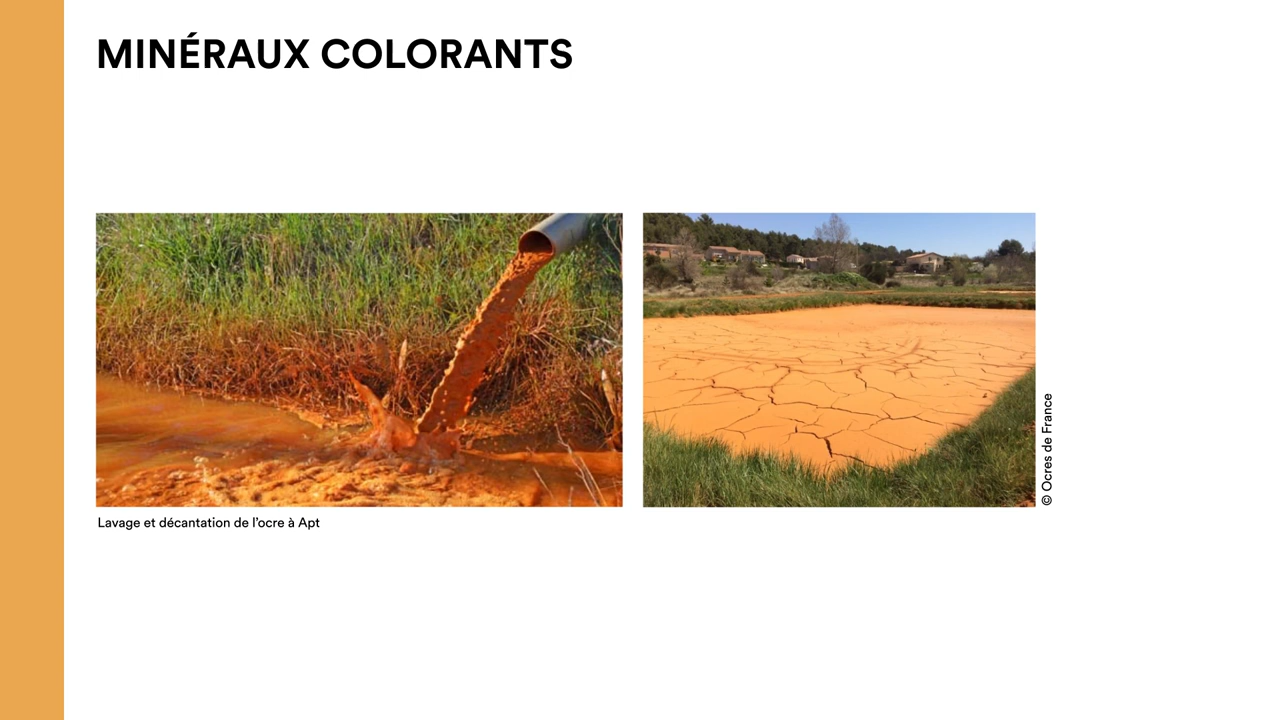 MINÉRAUX COLORANTS
© Ocres de France
Lavage et décantation de l’ocre à Apt